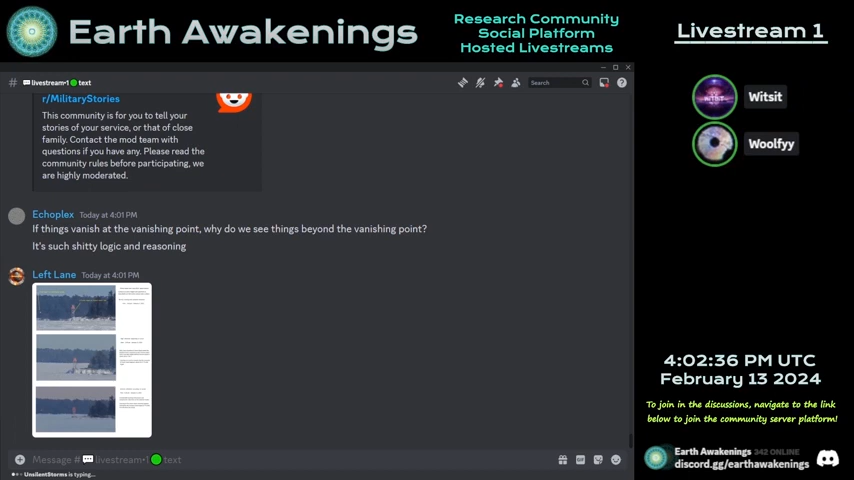 Earth Awakenings
Research Community
Social Platform
Hosted Livestreams
Livestream 1
# livestream•1 text
Search
r/MilitaryStories
This community is for you to tell your
stories of your service, or that of close
family. Contact the mod team with
questions if you have any. Please read the
community rules before participating, we
are highly moderated.
Echoplex Today at 4:01 PM
If things vanish at the vanishing point, why do we see things beyond the vanishing point?
It's such shitty logic and reasoning
Left Lane Today at 4:01 PM
Message # livestream•1 text
UnsilentStorms is typing...
WITSIT
Witsit
Woolfyy
4:02:36 PM UTC
February 13 2024
To join in the discussions, navigate to the link
below to join the community server platform!
Earth Awakenings 342 ONLINE
discord.gg/earthawakenings